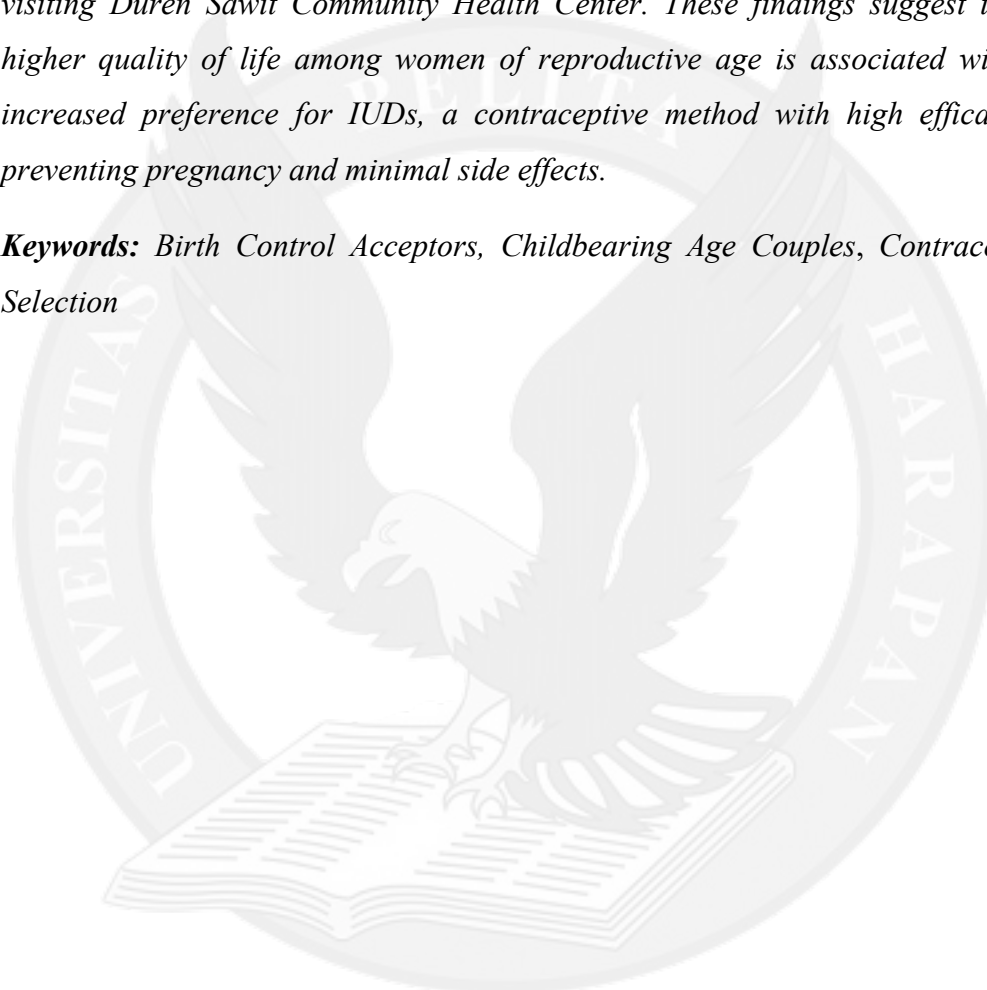 visiting Duren Sawit Community Health Center. These findings suggest
higher quality of life among women of reproductive age is associated
increased preference for IUDs, a contraceptive method with high
preventing pregnancy and minimal side effects.
Keywords: Birth Control Acceptors, Childbearing Age Couples,
Selection
UNIVERSITAS
PELITA
HARAPAN